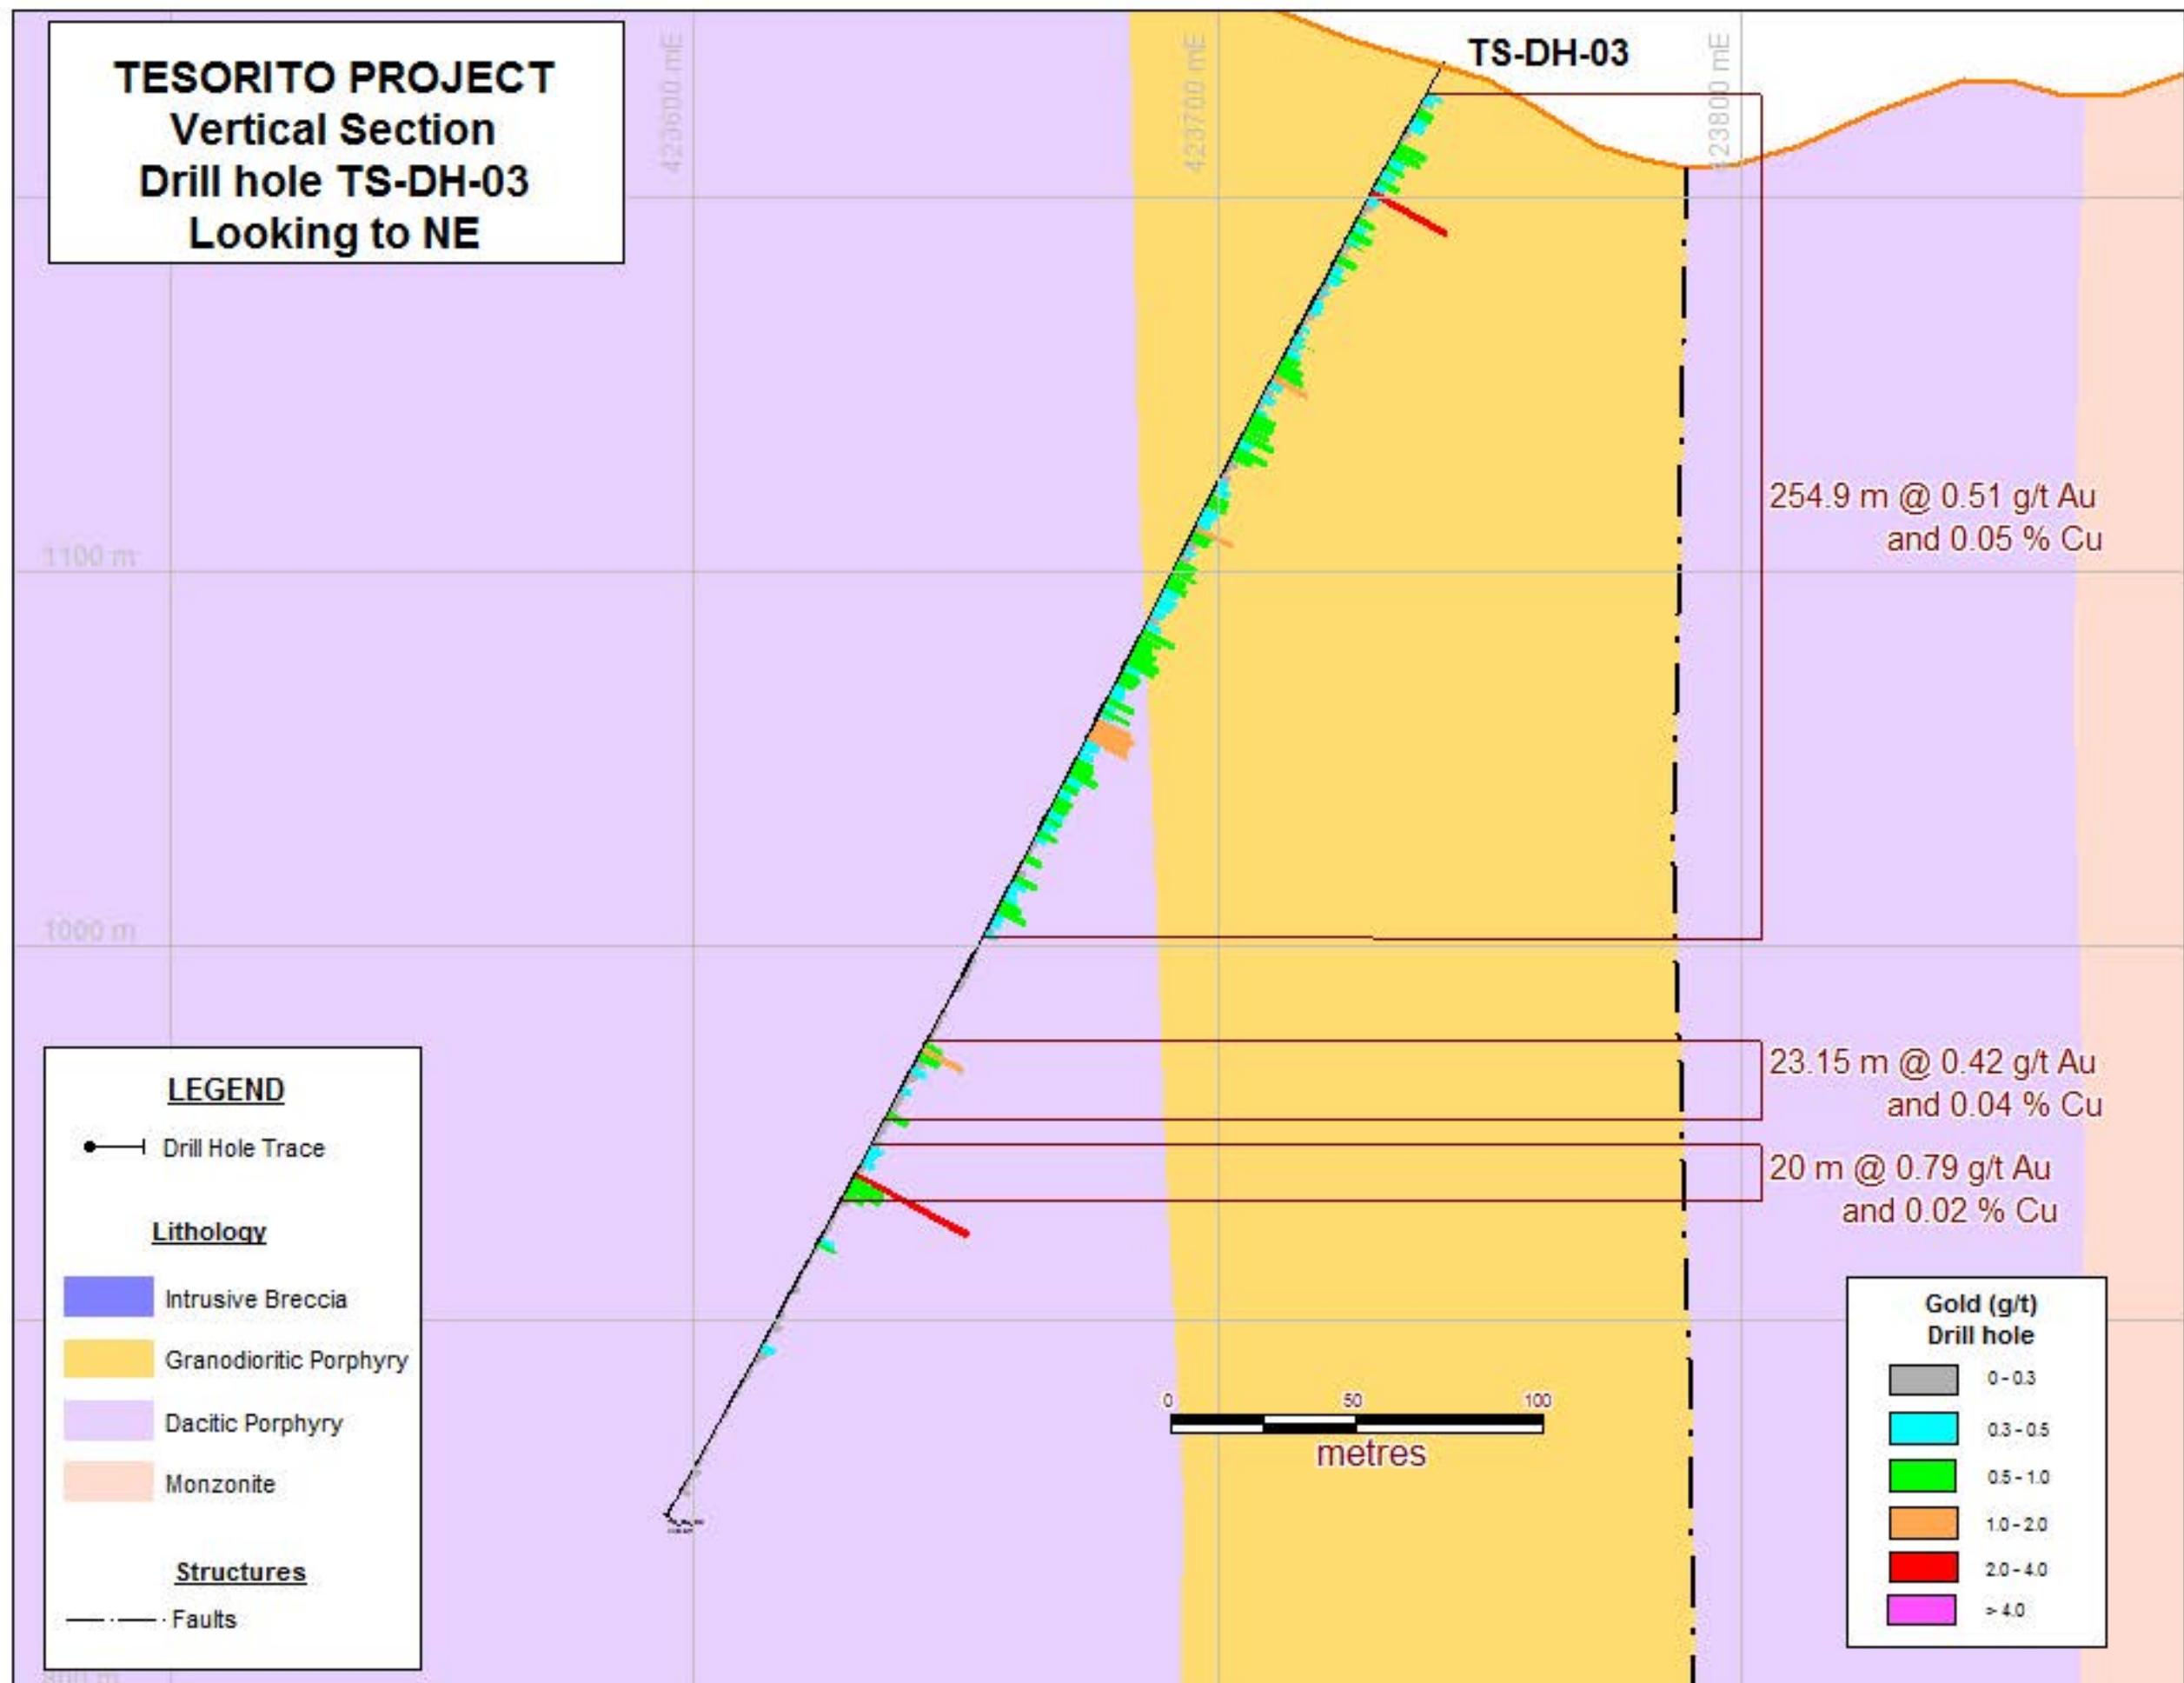 TESORITO PROJECT
Vertical Section
Drill hole TS-DH-03
Looking to NE
423600 mE
423700 mE
TS-DH-03
423800 mE
254.9 m @ 0.51 g/t Au
and 0.05 % Cu
1100 m
1000 m
23.15 m @ 0.42 g/t Au
and 0.04 % Cu
20 m @ 0.79 g/t Au
and 0.02 % Cu
LEGEND
Drill Hole Trace
Lithology
Intrusive Breccia
Granodioritic Porphyry
Dacitic Porphyry
Monzonite
Structures
Faults
0 50 100
metres
Gold (g/t)
Drill hole
0 - 0.3
0.3 - 0.5
0.5 - 1.0
1.0 - 2.0
2.0 - 4.0
> 4.0